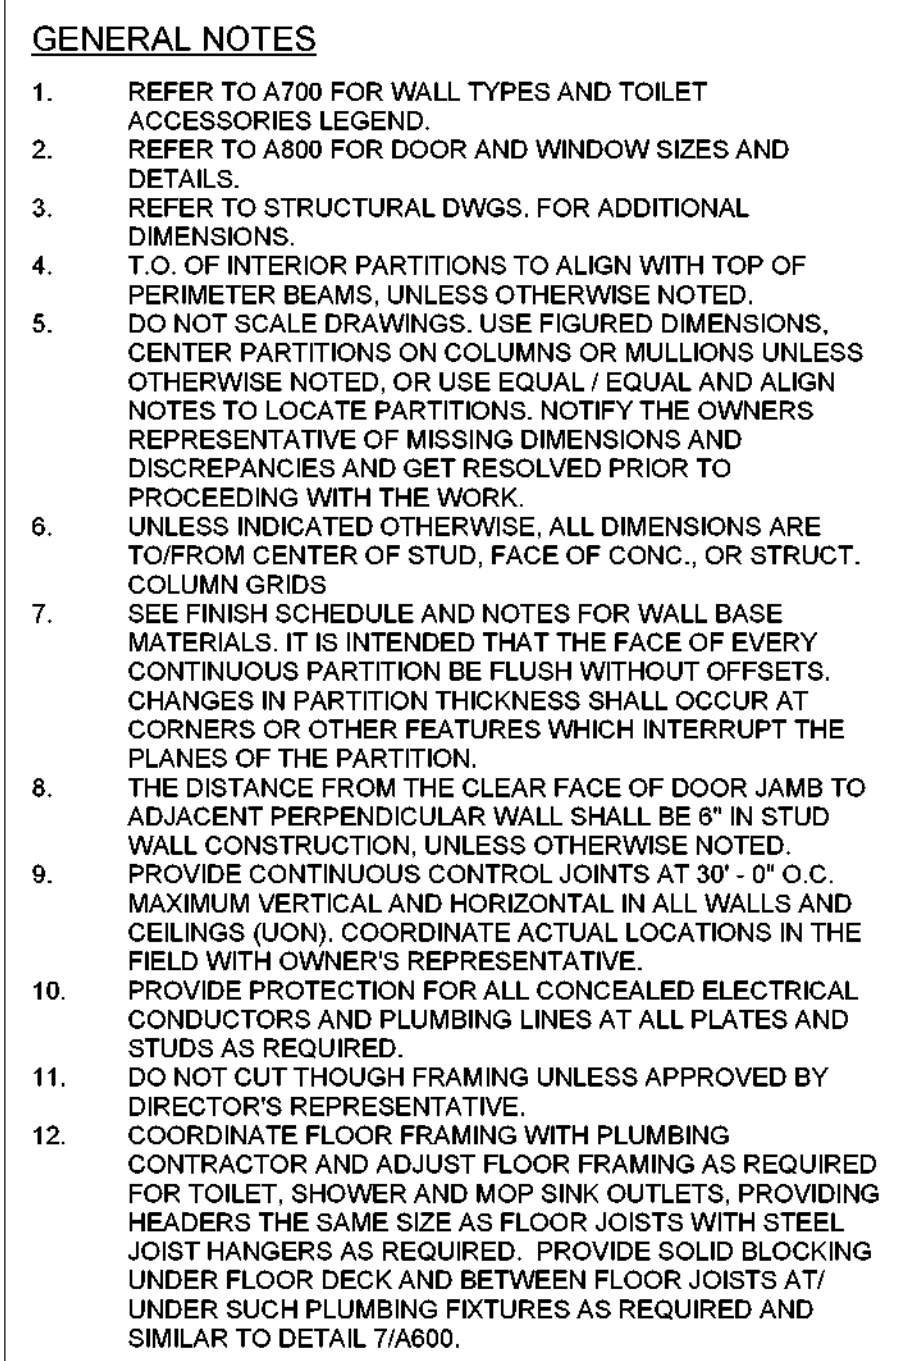 GENERAL NOTES
1. REFER TO A700 FOR WALL TYPES AND TOILET
ACCESSORIES LEGEND.
2. REFER TO A800 FOR DOOR AND WINDOW SIZES AND
DETAILS.
3. REFER TO STRUCTURAL DWGS. FOR ADDITIONAL
DIMENSIONS.
4. T.O. OF INTERIOR PARTITIONS TO ALIGN WITH TOP OF
PERIMETER BEAMS, UNLESS OTHERWISE NOTED.
5. DO NOT SCALE DRAWINGS. USE FIGURED DIMENSIONS,
CENTER PARTITIONS ON COLUMNS OR MULLIONS UNLESS
OTHERWISE NOTED, OR USE EQUAL / EQUAL AND ALIGN
NOTES TO LOCATE PARTITIONS. NOTIFY THE OWNERS
REPRESENTATIVE OF MISSING DIMENSIONS AND
DISCREPANCIES AND GET RESOLVED PRIOR TO
PROCEEDING WITH THE WORK.
6. UNLESS INDICATED OTHERWISE, ALL DIMENSIONS ARE
TO/FROM CENTER OF STUD, FACE OF CONC., OR STRUCT.
COLUMN GRIDS
7. SEE FINISH SCHEDULE AND NOTES FOR WALL BASE
MATERIALS. IT IS INTENDED THAT THE FACE OF EVERY
CONTINUOUS PARTITION BE FLUSH WITHOUT OFFSETS.
CHANGES IN PARTITION THICKNESS SHALL OCCUR AT
CORNERS OR OTHER FEATURES WHICH INTERRUPT THE
PLANES OF THE PARTITION.
8. THE DISTANCE FROM THE CLEAR FACE OF DOOR JAMB TO
ADJACENT PERPENDICULAR WALL SHALL BE 6" IN STUD
WALL CONSTRUCTION, UNLESS OTHERWISE NOTED.
9. PROVIDE CONTINUOUS CONTROL JOINTS AT 30' - 0" O.C.
MAXIMUM VERTICAL AND HORIZONTAL IN ALL WALLS AND
CEILINGS (UON). COORDINATE ACTUAL LOCATIONS IN THE
FIELD WITH OWNER'S REPRESENTATIVE.
10. PROVIDE PROTECTION FOR ALL CONCEALED ELECTRICAL
CONDUCTORS AND PLUMBING LINES AT ALL PLATES AND
STUDS AS REQUIRED.
11. DO NOT CUT THOUGH FRAMING UNLESS APPROVED BY
DIRECTOR'S REPRESENTATIVE.
12. COORDINATE FLOOR FRAMING WITH PLUMBING
CONTRACTOR AND ADJUST FLOOR FRAMING AS REQUIRED
FOR TOILET, SHOWER AND MOP SINK OUTLETS, PROVIDING
HEADERS THE SAME SIZE AS FLOOR JOISTS WITH STEEL
JOIST HANGERS AS REQUIRED. PROVIDE SOLID BLOCKING
UNDER FLOOR DECK AND BETWEEN FLOOR JOISTS AT/
UNDER SUCH PLUMBING FIXTURES AS REQUIRED AND
SIMILAR TO DETAIL 7/A600.